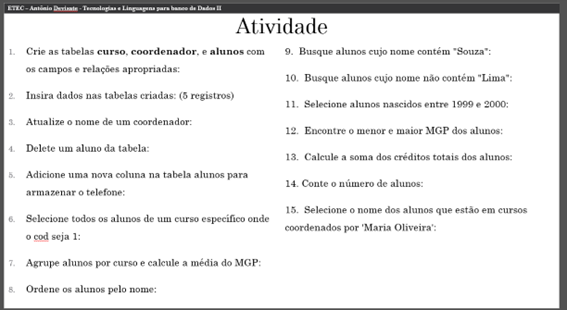 ETEC – Antônio Devisate - Tecnologias e Linguagens para banco de Dados II
Atividade
1. Crie as tabelas curso, coordenador, e alunos com
os campos e relações apropriadas:
2. Insira dados nas tabelas criadas: (5 registros)
3. Atualize o nome de um coordenador:
4. Delete um aluno da tabela:
5. Adicione uma nova coluna na tabela alunos para
armazenar o telefone:
6. Selecione todos os alunos de um curso específico onde
o cod seja 1:
7. Agrupe alunos por curso e calcule a média do MGP:
8. Ordene os alunos pelo nome:
9. Busque alunos cujo nome contém "Souza":
10. Busque alunos cujo nome não contém "Lima":
11. Selecione alunos nascidos entre 1999 e 2000:
12. Encontre o menor e maior MGP dos alunos:
13. Calcule a soma dos créditos totais dos alunos:
14. Conte o número de alunos:
15. Selecione o nome dos alunos que estão em cursos
coordenados por 'Maria Oliveira':